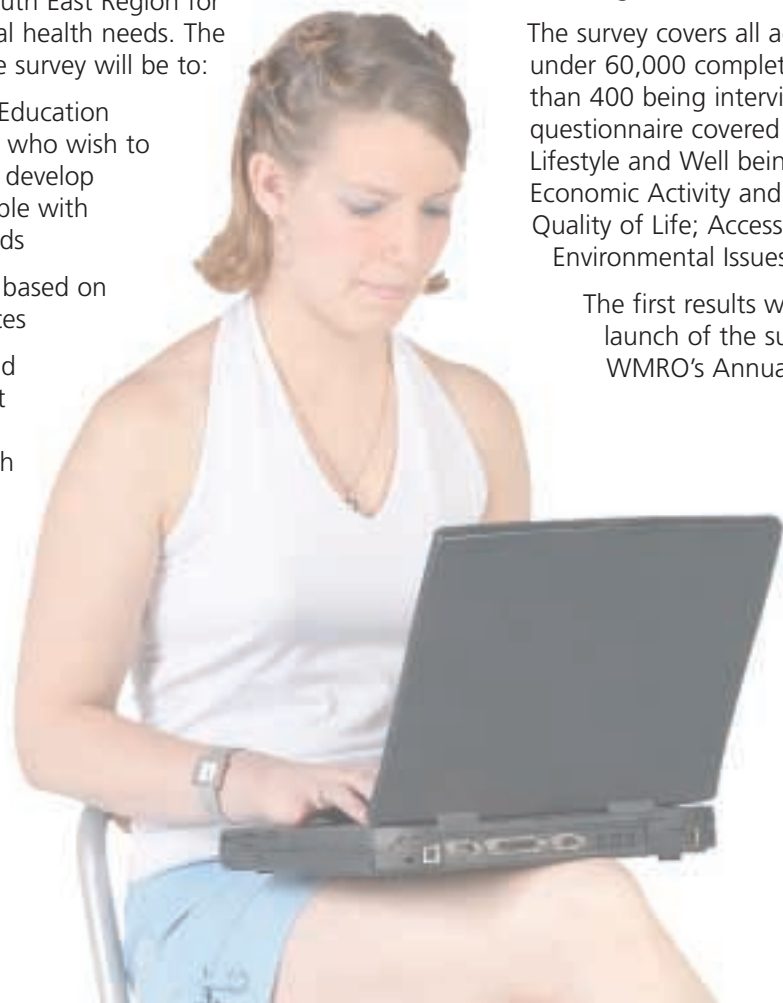 uth East Region for
al health needs. The
e survey will be to:
Education
who wish to
develop
ple with
ds
based on
tes
d
t
h
The survey covers all a
under 60,000 complet
than 400 being intervi
questionnaire covered
Lifestyle and Well bein
Economic Activity and
Quality of Life; Access
Environmental Issues
The first results w
launch of the su
WMRO's Annua